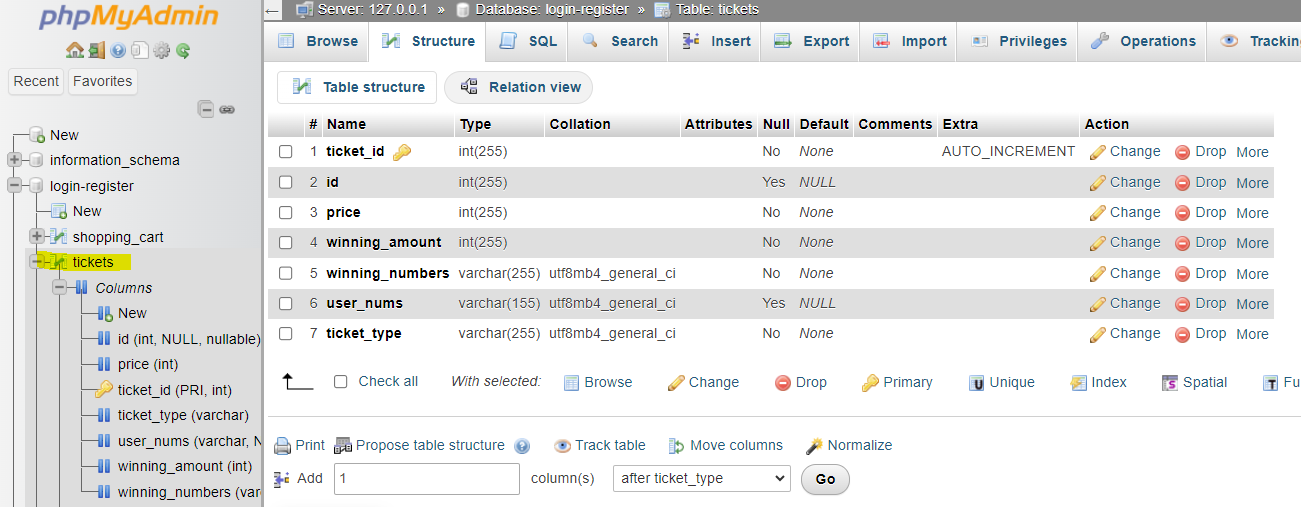 phpMyAdmin
Recent Favorites
New
information_schema
login-register
New
shopping_cart
tickets
Columns
New
id (int, NULL, nullable)
price (int)
ticket_id (PRI, int)
ticket_type (varchar)
user_nums (varchar, N
winning_amount (int)
winning_numbers (var
Server: 127.0.0.1 » Database: login-register » Table: tickets
Browse Structure SQL Search Insert Export Import Privileges Operations Tracking
Table structure Relation view
# Name Type Collation Attributes Null Default Comments Extra Action
1 ticket_id int(255) No None AUTO_INCREMENT Change Drop More
2 id int(255) Yes NULL Change Drop More
3 price int(255) No None Change Drop More
4 winning_amount int(255) No None Change Drop More
5 winning_numbers varchar(255) utf8mb4_general_ci No None Change Drop More
6 user_nums varchar(155) utf8mb4_general_ci Yes NULL Change Drop More
7 ticket_type varchar(255) utf8mb4_general_ci No None Change Drop More
Check all With selected: Browse Change Drop Primary Unique Index Spatial Fu
Print Propose table structure Track table Move columns Normalize
Add 1 column(s) after ticket_type Go